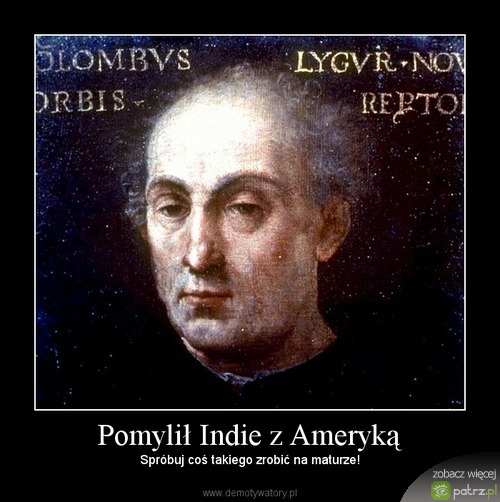 OLOMBVS LYGVR · NOV
ORBIS REPTO
Pomylił Indie z Ameryką
Spróbuj coś takiego zrobić na maturze!
zobacz więcej
patrz.pl
www.demotywatory.pl